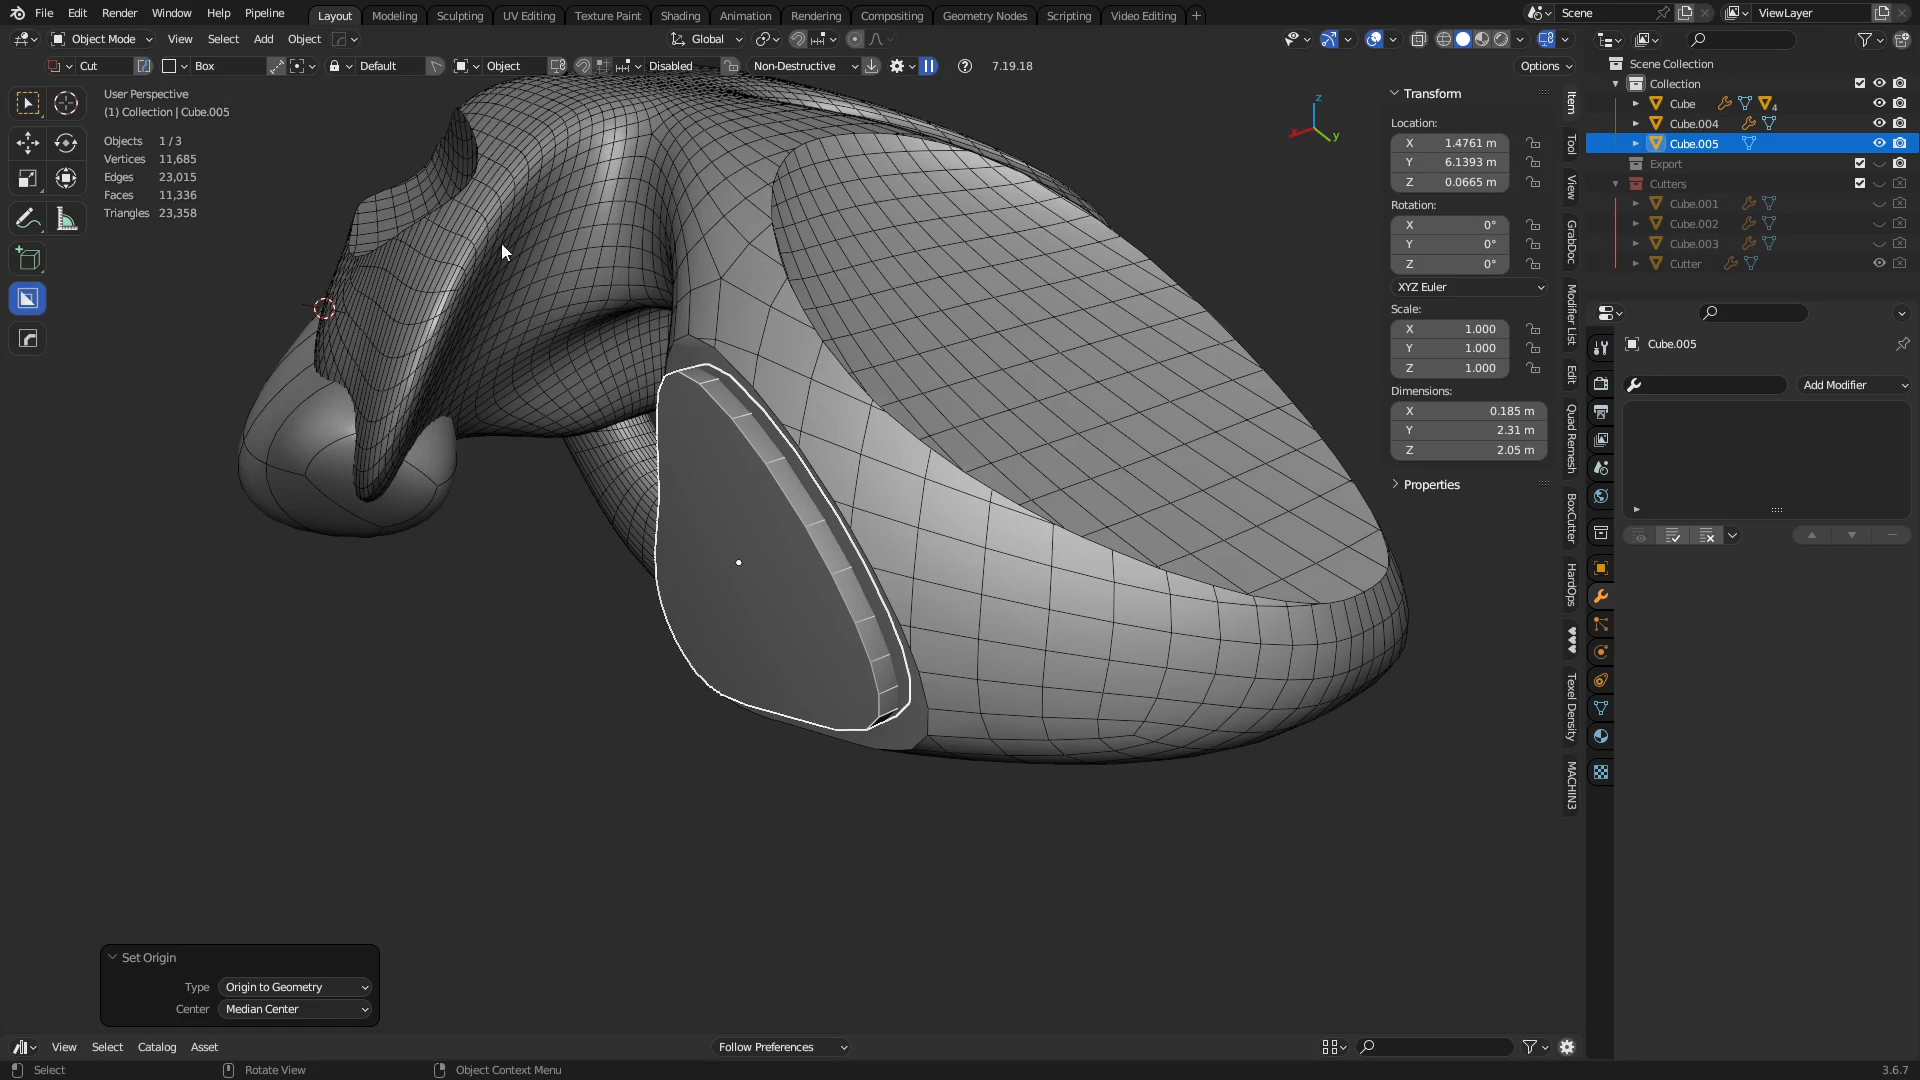 File Edit Render Window Help Pipeline Layout Modeling Sculpting UV Editing Texture Paint Shading Animation Rendering Compositing Geometry Nodes Scripting Video Editing + Scene ViewLayer
Object Mode View Select Add Object Global
Cut Box Default Object Disabled Non-Destructive 7.19.18 Options
User Perspective
(1) Collection | Cube.005
Objects 1 / 3
Vertices 11,685
Edges 23,015
Faces 11,336
Triangles 23,358
Z
Y
Transform
Location:
X 1.4761 m
Y 6.1393 m
Z 0.0665 m
Rotation:
X 0°
Y 0°
Z 0°
XYZ Euler
Scale:
X 1.000
Y 1.000
Z 1.000
Dimensions:
X 0.185 m
Y 2.31 m
Z 2.05 m
Properties
Item
Tool
View
GrabDoc
Modifier List
Edit
Quad Remesh
BoxCutter
HardOps
Texel Density
MACHIN3
Scene Collection
Collection
Cube 4
Cube.004
Cube.005
Export
Cutters
Cube.001
Cube.002
Cube.003
Cutter
Cube.005
Add Modifier
Set Origin
Type Origin to Geometry
Center Median Center
View Select Catalog Asset Follow Preferences
Select Rotate View Object Context Menu 3.6.7